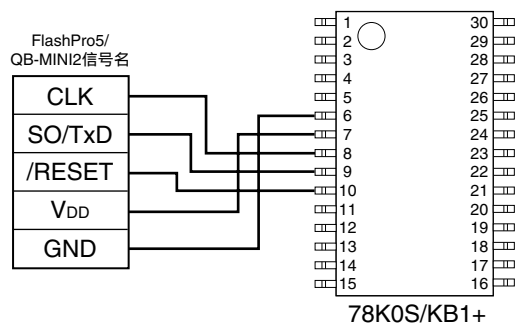 FlashPro5/
QB-MINI2信号名
CLK
SO/TxD
/RESET
VDD
GND
1 30
2 29
3 28
4 27
5 26
6 25
7 24
8 23
9 22
10 21
11 20
12 19
13 18
14 17
15 16
78K0S/KB1+